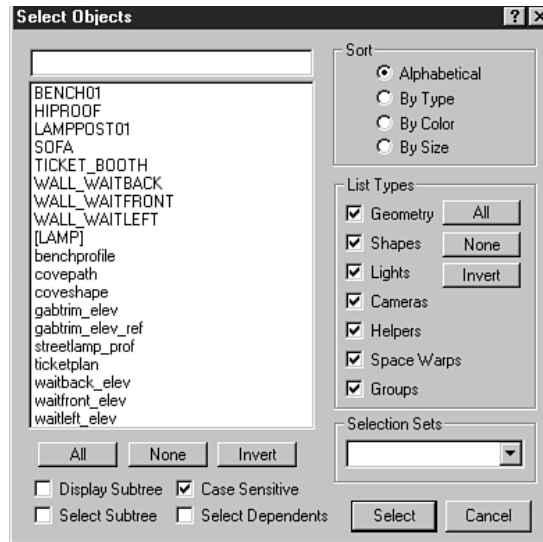 Select Objects
BENCH01
HIPROOF
LAMPPOST01
SOFA
TICKET_BOOTH
WALL_WAITBACK
WALL_WAITFRONT
WALL_WAITLEFT
[LAMP]
benchprofile
covepath
coveshape
gabtrim_elev
gabtrim_elev_ref
streetlamp_prof
ticketplan
waitback_elev
waitfront_elev
waitleft_elev
All None Invert
Display Subtree Case Sensitive
Select Subtree Select Dependents
Sort
Alphabetical
By Type
By Color
By Size
List Types
Geometry All
Shapes None
Lights Invert
Cameras
Helpers
Space Warps
Groups
Selection Sets
Select Cancel